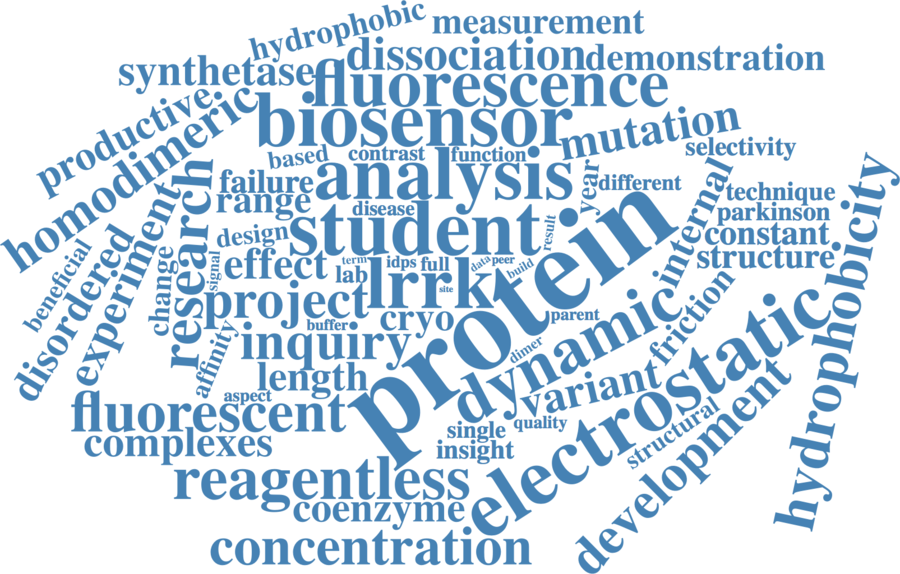 hydrophobic
measurement
synthetase
dissociation
demonstration
fluorescence
productive
biosensor
mutation
homodimeric
based
contrast
function
selectivity
failure
analysis
year
different
range
disease
technique
research
internal
parkinson
design
student
result
constant
hydrophobicity
beneficial
disordered
experiment
change
signal
effect
term
lab
idps
full
data
peer
build
structure
project
lrrk
site
protein
buffer
cryo
parent
friction
affinity
inquiry
dimer
dynamic
length
aspect
variant
electrostatic
fluorescent
single
quality
structural
complexes
insight
development
reagentless
coenzyme
concentration